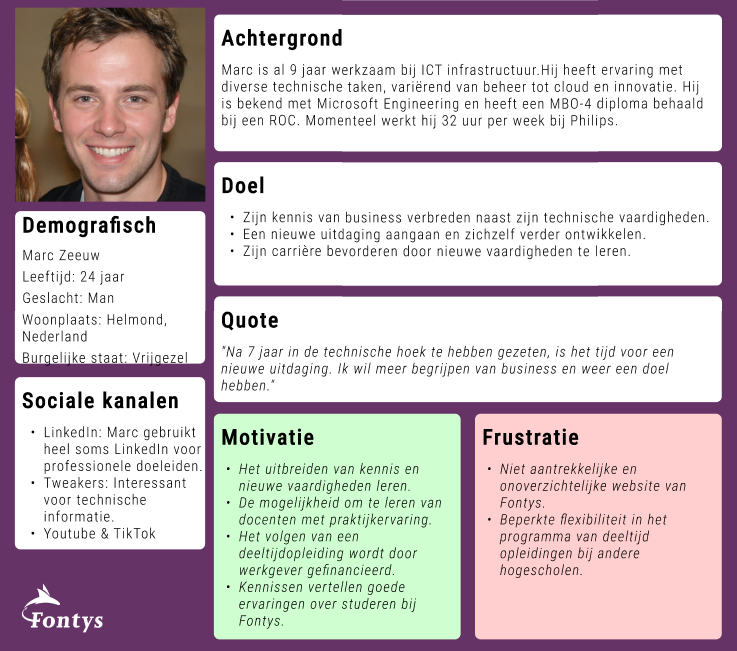 Achtergrond
Marc is al 9 jaar werkzaam bij ICT infrastructuur.Hij heeft ervaring met
diverse technische taken, variërend van beheer tot cloud en innovatie. Hij
is bekend met Microsoft Engineering en heeft een MBO-4 diploma behaald
bij een ROC. Momenteel werkt hij 32 uur per week bij Philips.
Doel
• Zijn kennis van business verbreden naast zijn technische vaardigheden.
• Een nieuwe uitdaging aangaan en zichzelf verder ontwikkelen.
• Zijn carrière bevorderen door nieuwe vaardigheden te leren.
Demografisch
Marc Zeeuw
Leeftijd: 24 jaar
Geslacht: Man
Woonplaats: Helmond,
Nederland
Burgelijke staat: Vrijgezel
Quote
"Na 7 jaar in de technische hoek te hebben gezeten, is het tijd voor een
nieuwe uitdaging. Ik wil meer begrijpen van business en weer een doel
hebben."
Sociale kanalen
• LinkedIn: Marc gebruikt
heel soms LinkedIn voor
professionele doeleiden.
• Tweakers: Interessant
voor technische
informatie.
• Youtube & TikTok
Motivatie
• Het uitbreiden van kennis en
nieuwe vaardigheden leren.
• De mogelijkheid om te leren van
docenten met praktijkervaring.
• Het volgen van een
deeltijdopleiding wordt door
werkgever gefinancieerd.
• Kennissen vertellen goede
ervaringen over studeren bij
Fontys.
Frustratie
• Niet aantrekkelijke en
onoverzichtelijke website van
Fontys.
• Beperkte flexibiliteit in het
programma van deeltijd
opleidingen bij andere
hogescholen.
Fontys